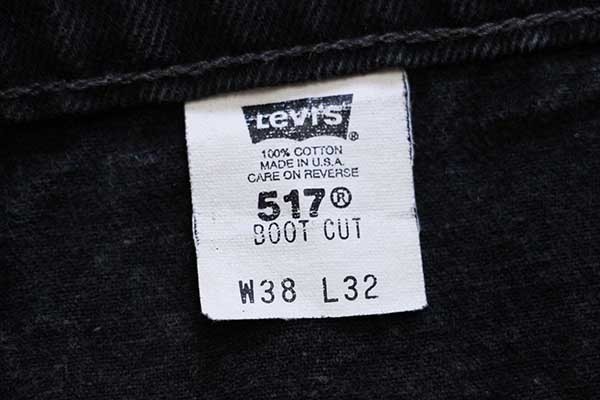 Levi's ®
100% COTTON
MADE IN U.S.A.
CARE ON REVERSE
517®
BOOT CUT
W38 L32